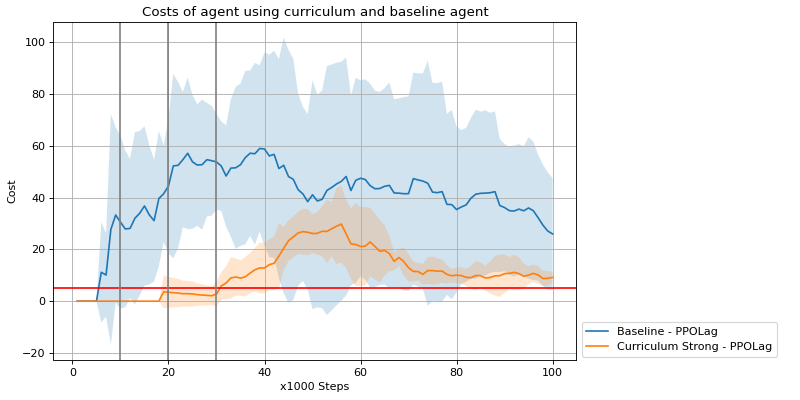 Costs of agent using curriculum and baseline agent
100
80
60
40
20
0
−20
Cost
0
20
40
60
80
100
x1000 Steps
Baseline - PPOLag
Curriculum Strong - PPOLag